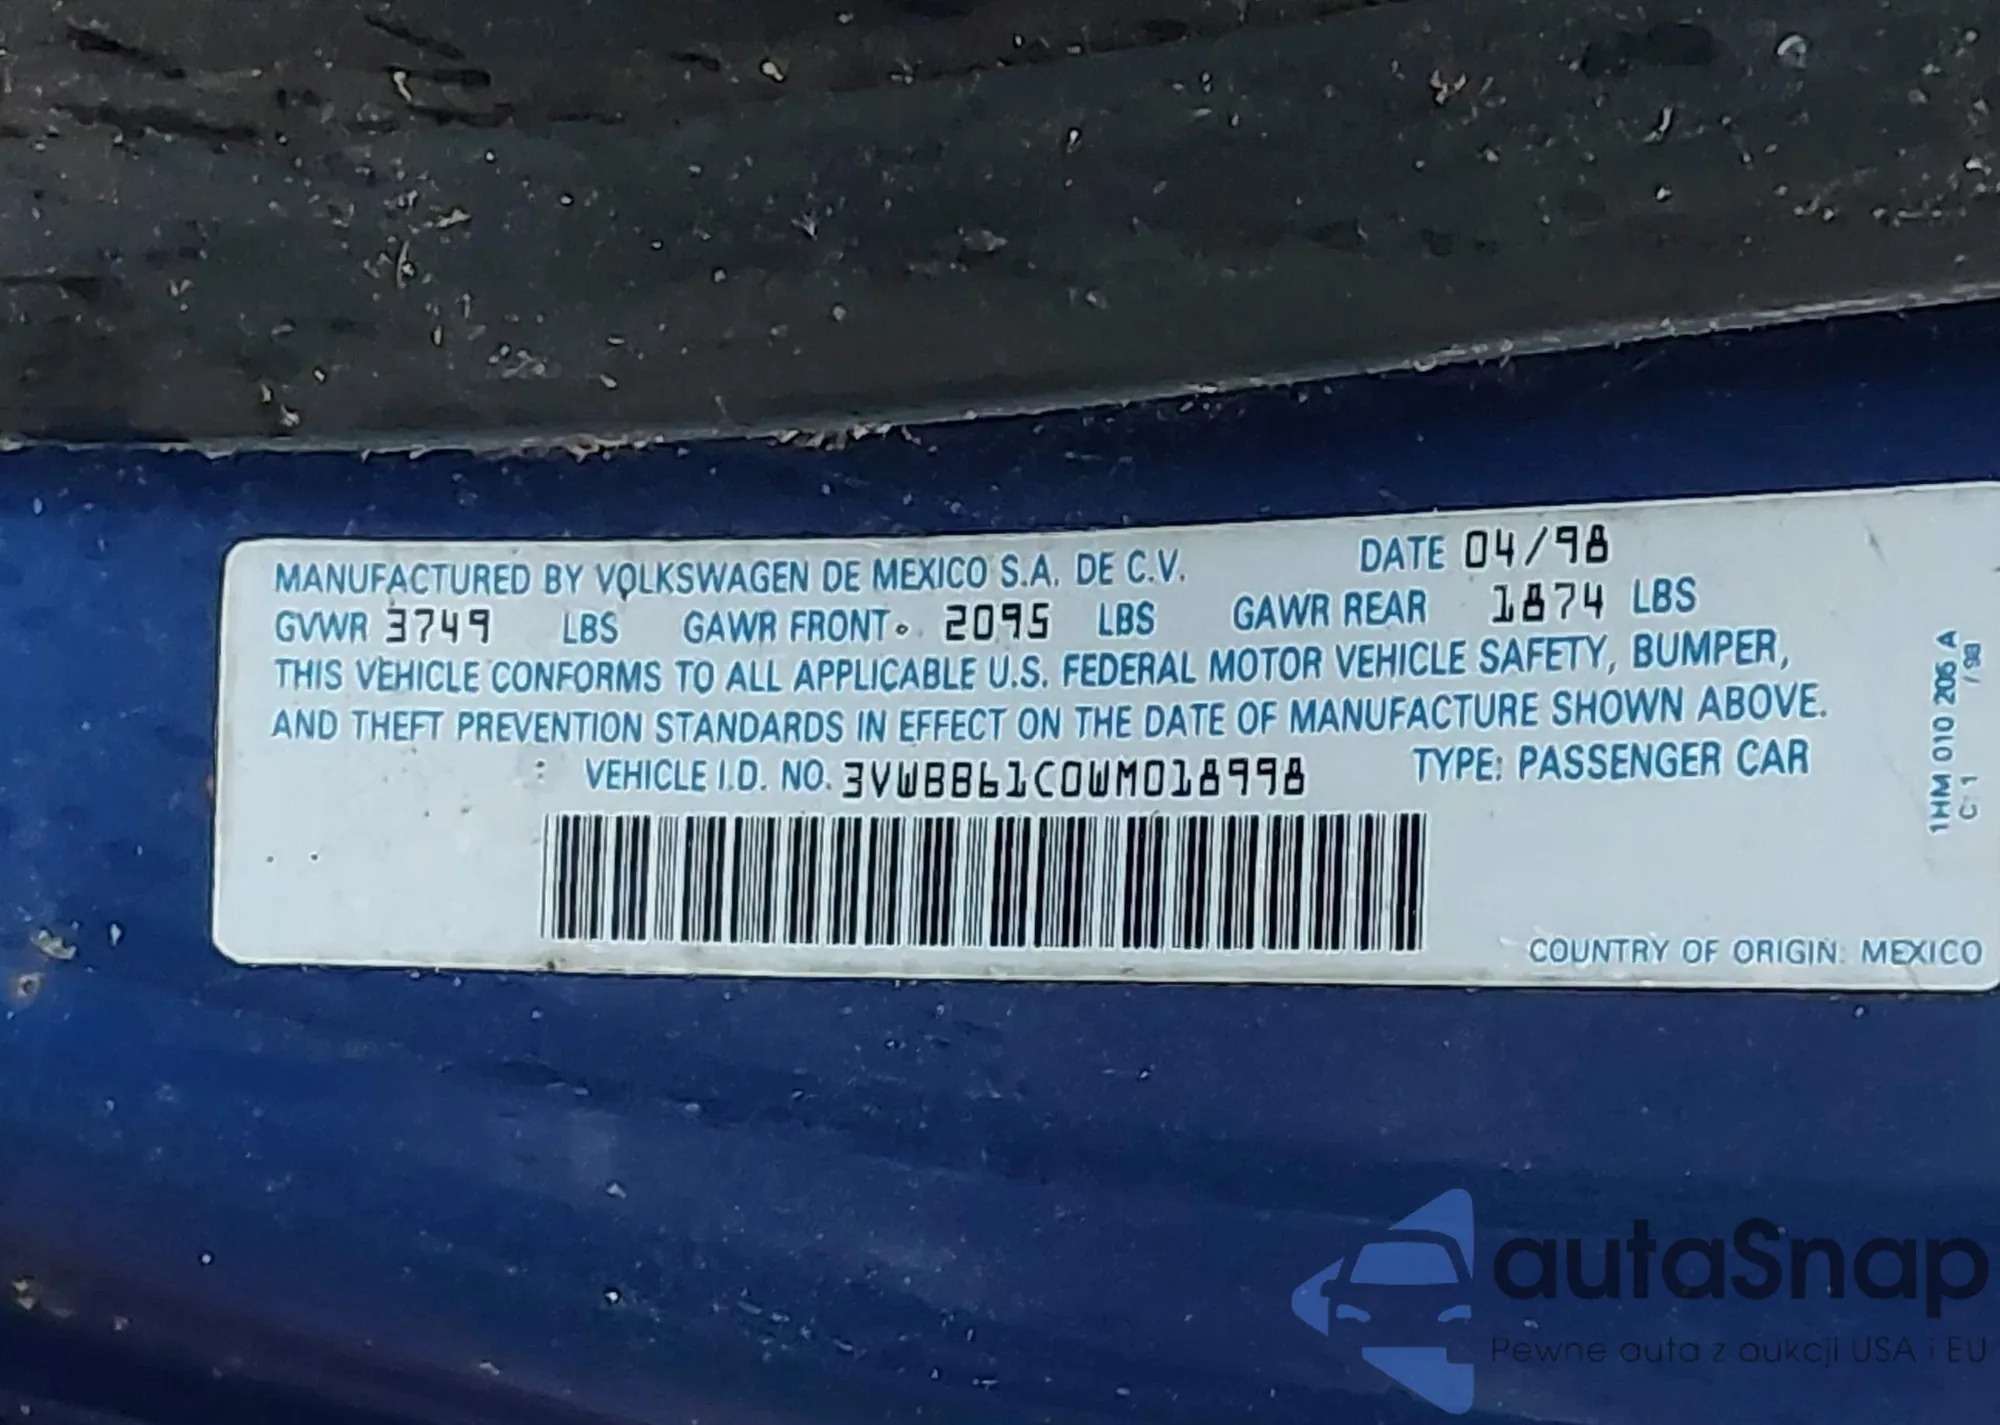 MANUFACTURED BY VOLKSWAGEN DE MEXICO S.A. DE C.V. DATE 04/98
GVWR 3749 LBS GAWR FRONT 2095 LBS GAWR REAR 1874 LBS
THIS VEHICLE CONFORMS TO ALL APPLICABLE U.S. FEDERAL MOTOR VEHICLE SAFETY, BUMPER,
AND THEFT PREVENTION STANDARDS IN EFFECT ON THE DATE OF MANUFACTURE SHOWN ABOVE.
: VEHICLE I.D. NO. 3VWBB61C0WM018998 TYPE: PASSENGER CAR
COUNTRY OF ORIGIN: MEXICO
1HM 010 205 A
C: 1 / 98
autaSnap
Pewne auta z aukcji USA i EU